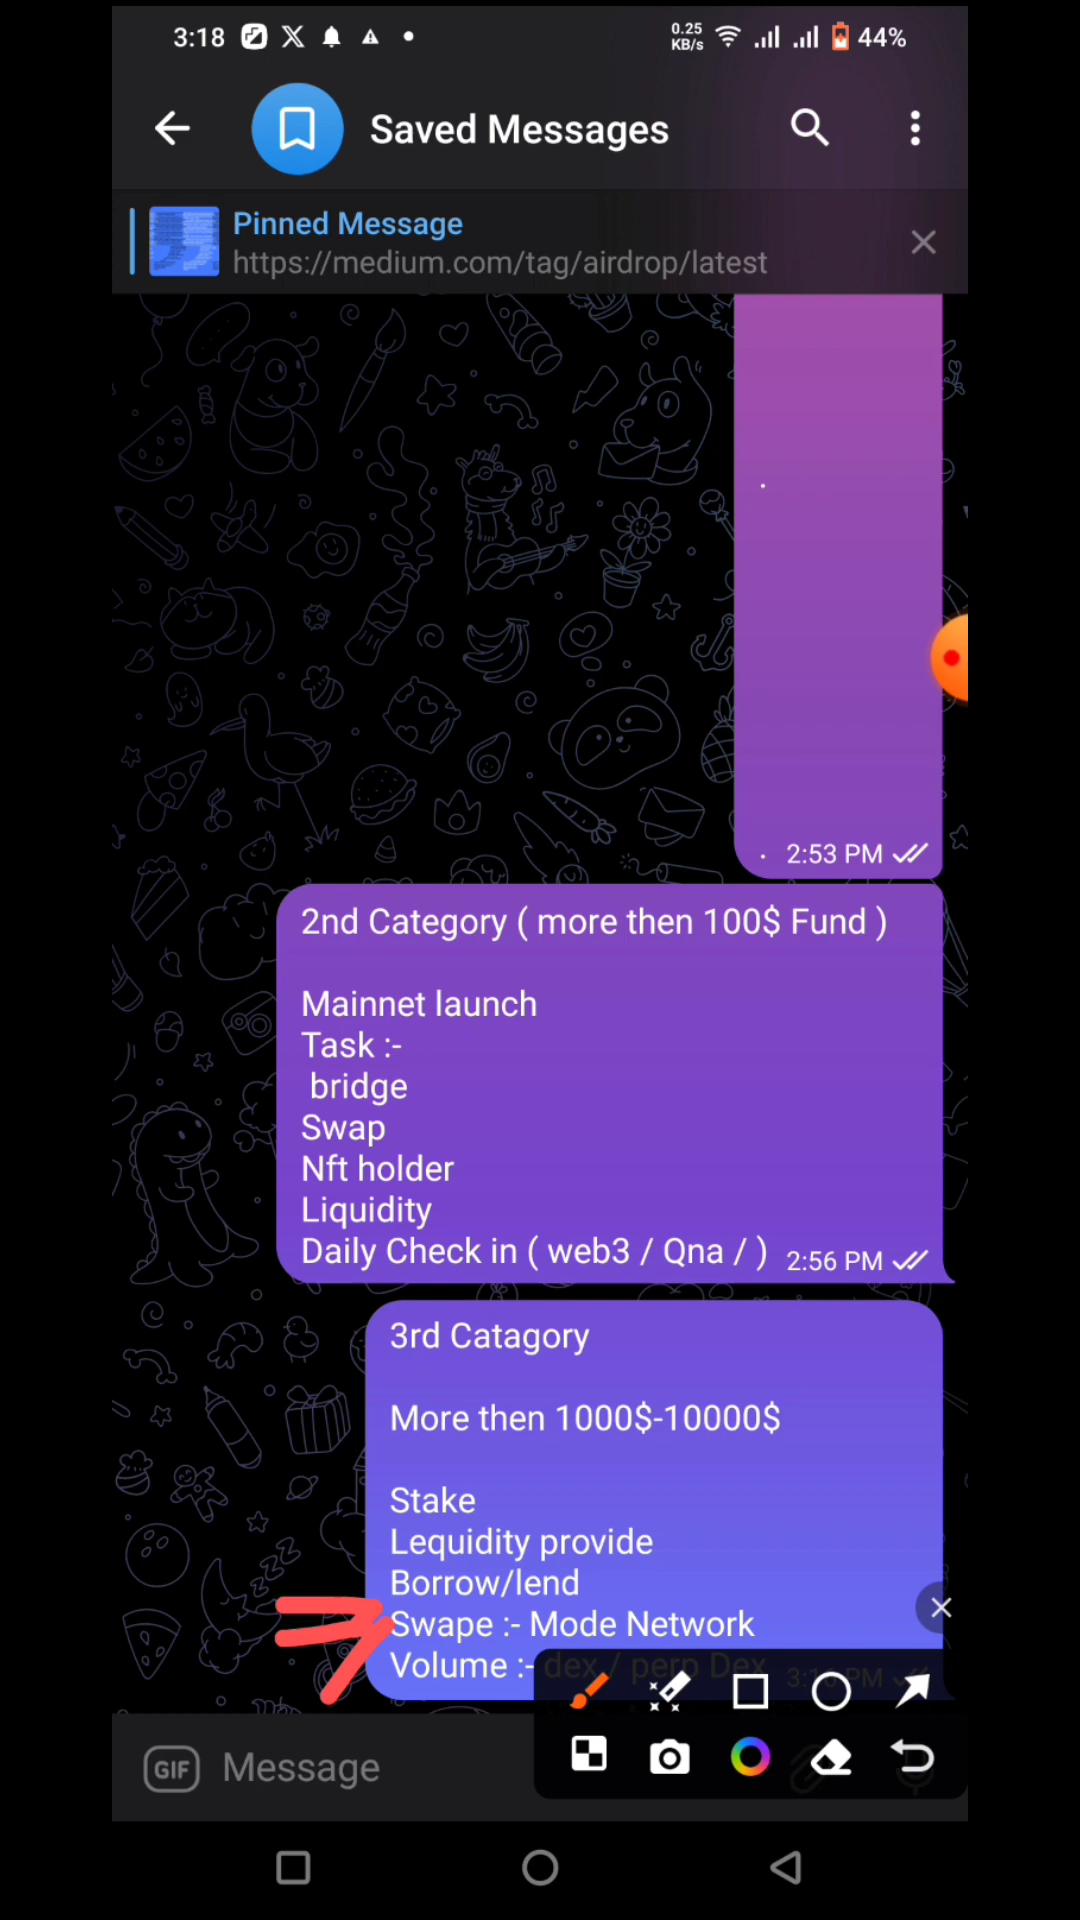 3:18
0.25
KB/s
44%
Saved Messages
Pinned Message
https://medium.com/tag/airdrop/latest
2:53 PM
2nd Category ( more then 100$ Fund )
Mainnet launch
Task :-
bridge
Swap
Nft holder
Liquidity
Daily Check in ( web3 / Qna / )
2:56 PM
3rd Catagory
More then 1000$-10000$
Stake
Lequidity provide
Borrow/lend
Swape :- Mode Network
Volume :- dex / perp Dex
GIF
Message